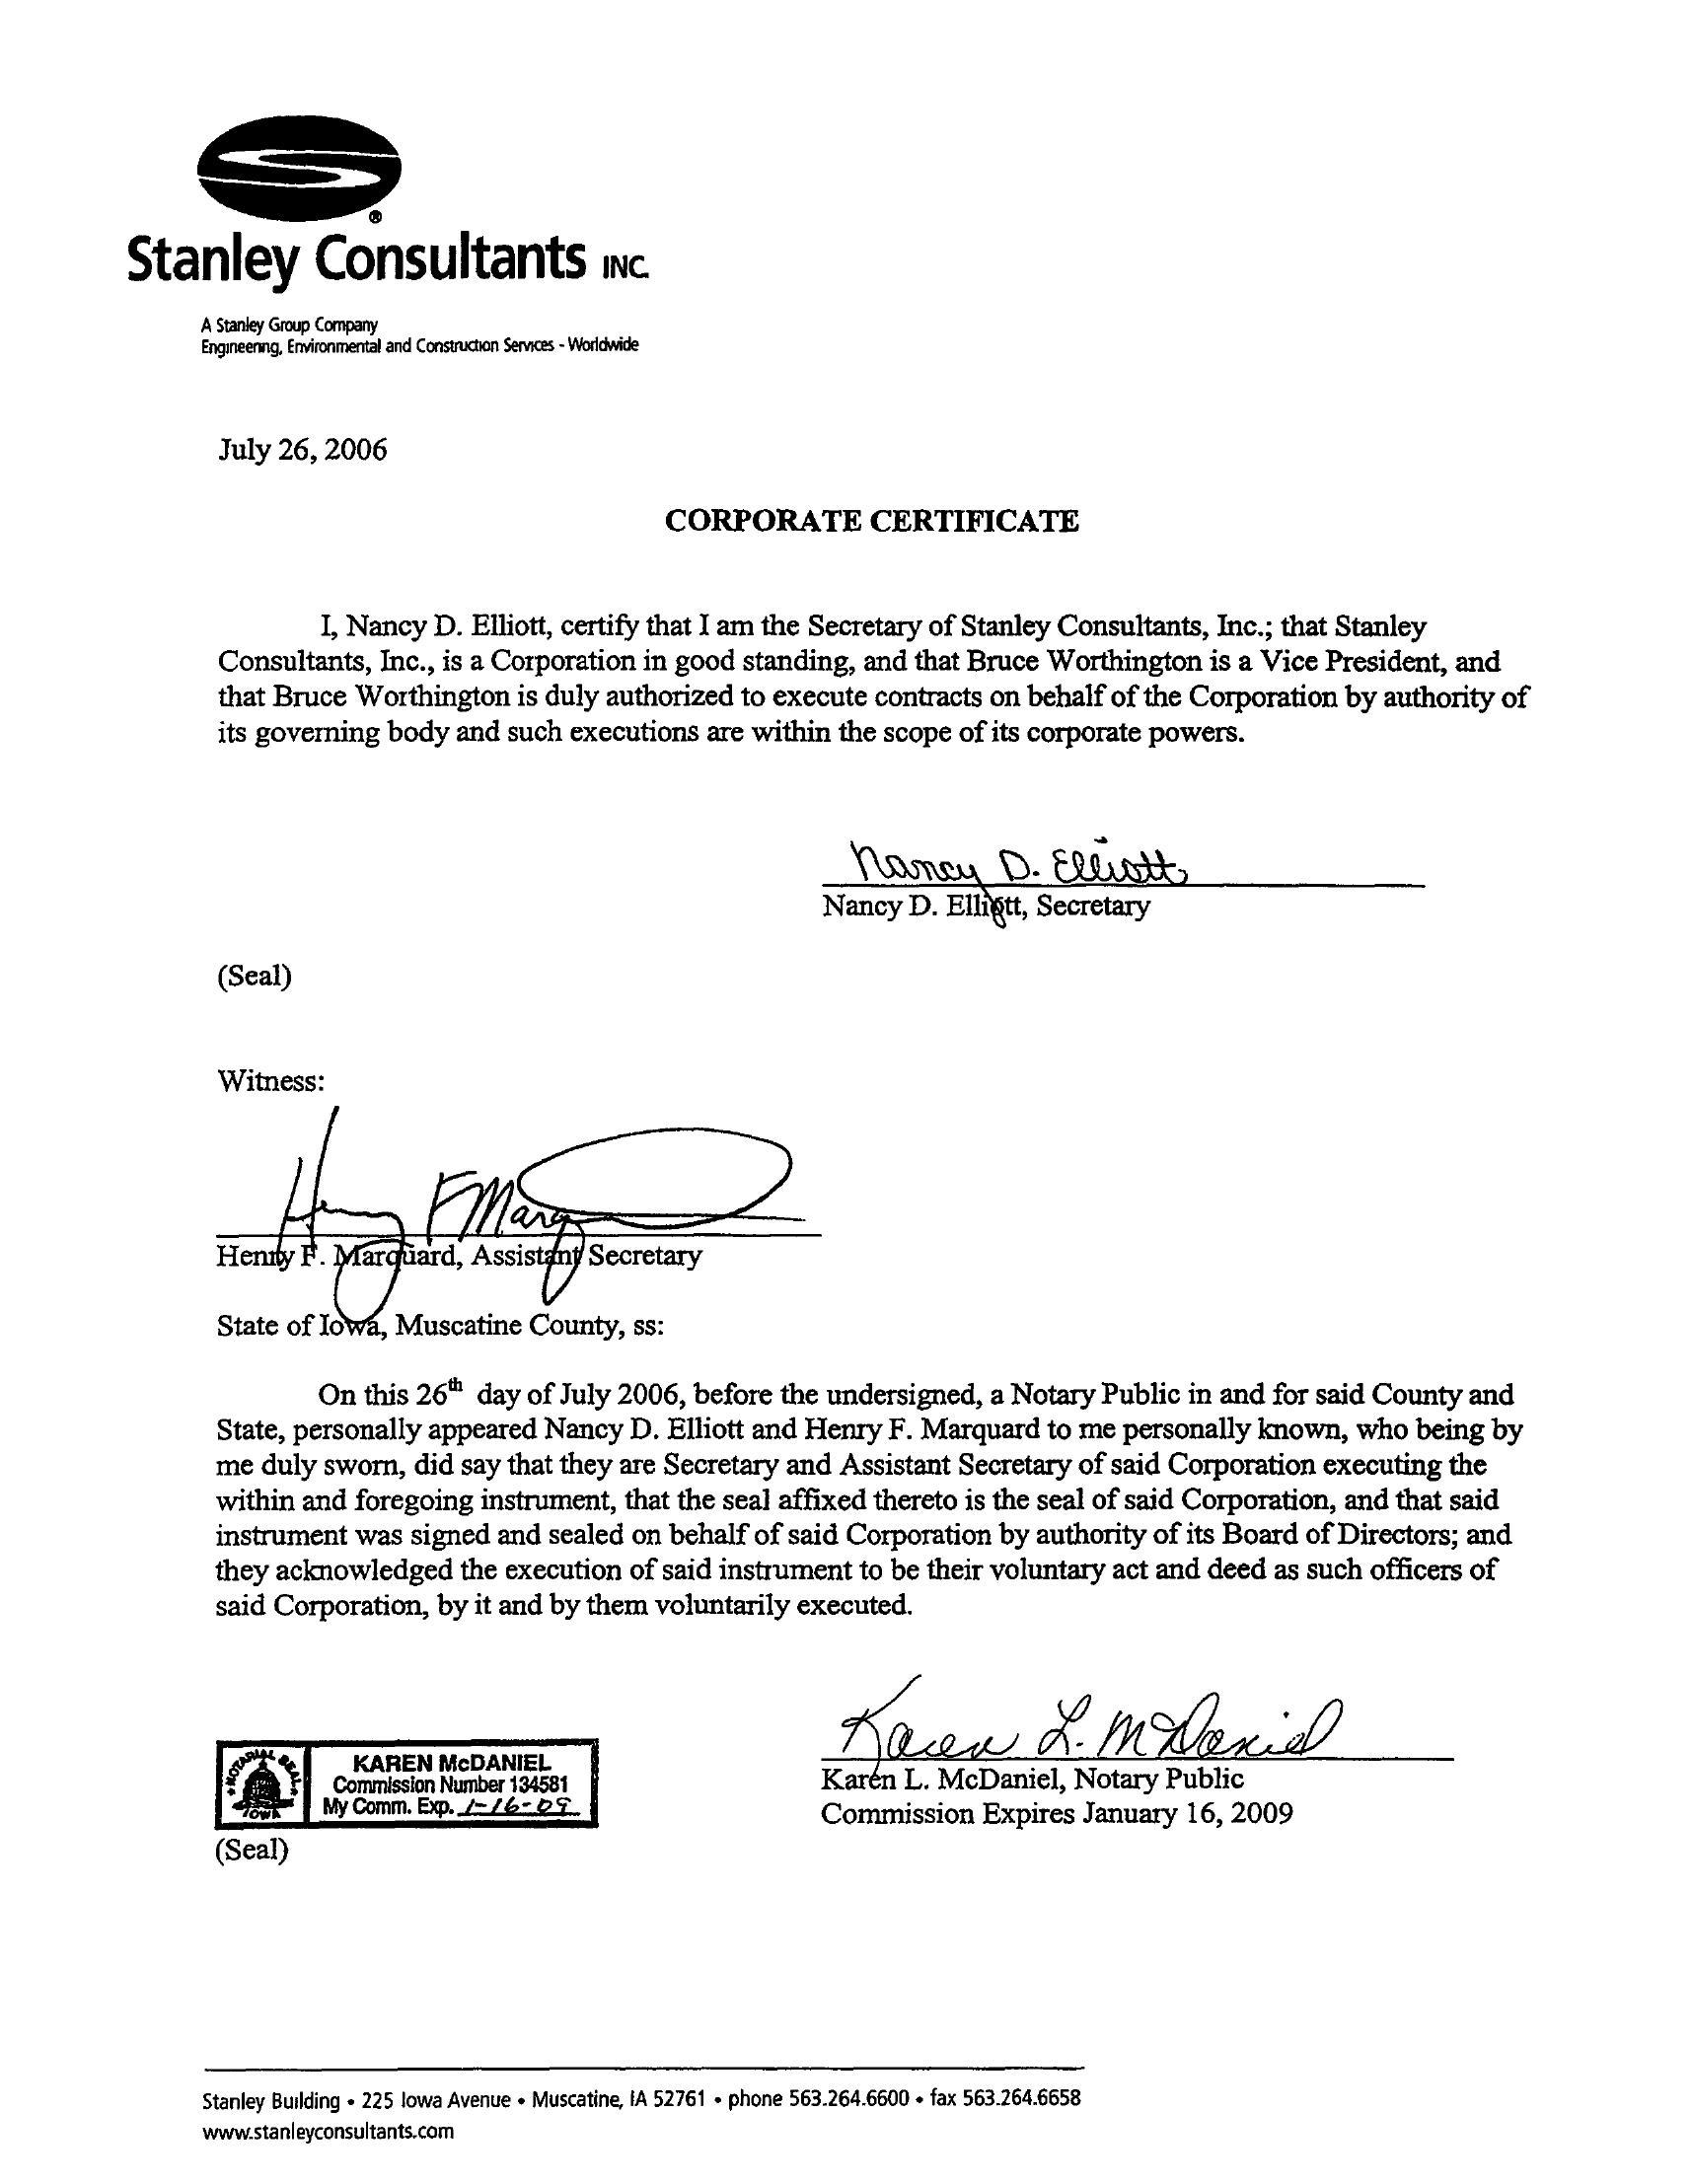 ®
Stanley Consultants INC.
A Stanley Group Company
Engineering, Environmental and Construction Services - Worldwide
July 26, 2006
CORPORATE CERTIFICATE
I, Nancy D. Elliott, certify that I am the Secretary of Stanley Consultants, Inc.; that Stanley
Consultants, Inc., is a Corporation in good standing, and that Bruce Worthington is a Vice President, and
that Bruce Worthington is duly authorized to execute contracts on behalf of the Corporation by authority of
its governing body and such executions are within the scope of its corporate powers.
Nancy D. Elliott
Nancy D. Elliott, Secretary
(Seal)
Witness:
Henry F Marq
Henry F. Marquard, Assistant Secretary
State of Iowa, Muscatine County, ss:
On this 26th day of July 2006, before the undersigned, a Notary Public in and for said County and
State, personally appeared Nancy D. Elliott and Henry F. Marquard to me personally known, who being by
me duly sworn, did say that they are Secretary and Assistant Secretary of said Corporation executing the
within and foregoing instrument, that the seal affixed thereto is the seal of said Corporation, and that said
instrument was signed and sealed on behalf of said Corporation by authority of its Board of Directors; and
they acknowledged the execution of said instrument to be their voluntary act and deed as such officers of
said Corporation, by it and by them voluntarily executed.
Karen L. McDaniel
Karen L. McDaniel, Notary Public
Commission Expires January 16, 2009
NOTARIAL SEAL
IOWA
KAREN McDANIEL
Commission Number 134581
My Comm. Exp. 1-16-09
(Seal)
Stanley Building • 225 Iowa Avenue • Muscatine, IA 52761 • phone 563.264.6600 • fax 563.264.6658
www.stanleyconsultants.com